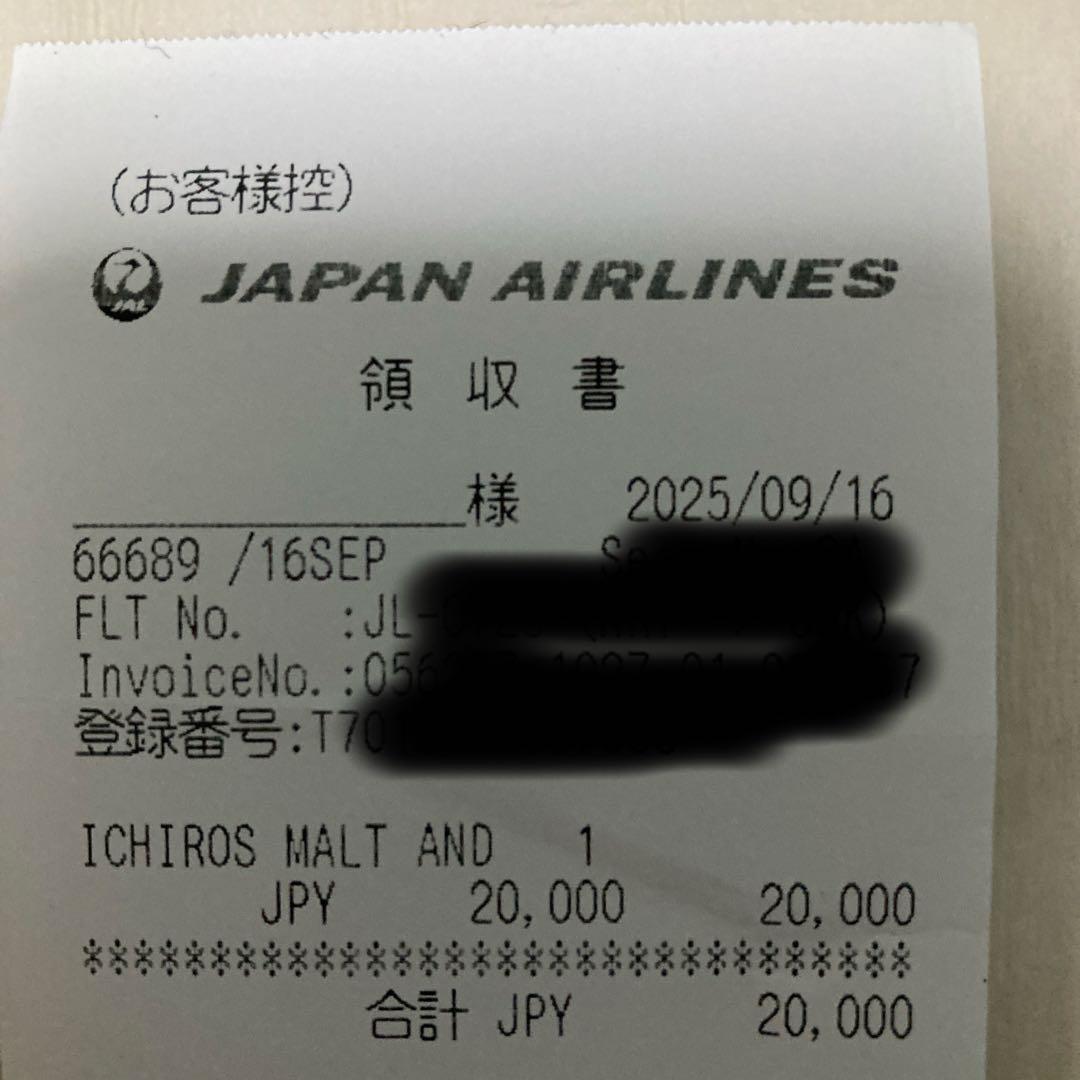 (お客様控)
JAL JAPAN AIRLINES
領収書
様 2025/09/16
66689 /16SEP
FLT No. :JL-
InvoiceNo.:056
登録番号:T70
ICHIROS MALT AND 1
JPY 20,000 20,000
*********************************
合計 JPY 20,000